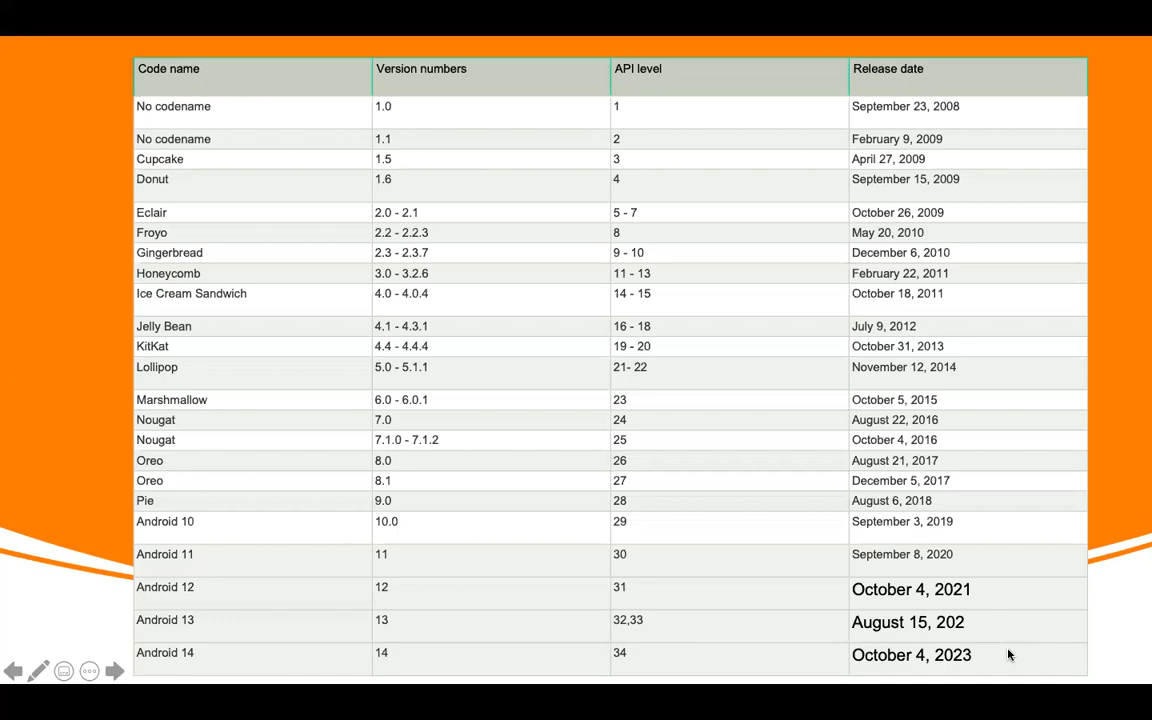 Code name Version numbers API level Release date
No codename 1.0 1 September 23, 2008
No codename 1.1 2 February 9, 2009
Cupcake 1.5 3 April 27, 2009
Donut 1.6 4 September 15, 2009
Eclair 2.0 - 2.1 5 - 7 October 26, 2009
Froyo 2.2 - 2.2.3 8 May 20, 2010
Gingerbread 2.3 - 2.3.7 9 - 10 December 6, 2010
Honeycomb 3.0 - 3.2.6 11 - 13 February 22, 2011
Ice Cream Sandwich 4.0 - 4.0.4 14 - 15 October 18, 2011
Jelly Bean 4.1 - 4.3.1 16 - 18 July 9, 2012
KitKat 4.4 - 4.4.4 19 - 20 October 31, 2013
Lollipop 5.0 - 5.1.1 21- 22 November 12, 2014
Marshmallow 6.0 - 6.0.1 23 October 5, 2015
Nougat 7.0 24 August 22, 2016
Nougat 7.1.0 - 7.1.2 25 October 4, 2016
Oreo 8.0 26 August 21, 2017
Oreo 8.1 27 December 5, 2017
Pie 9.0 28 August 6, 2018
Android 10 10.0 29 September 3, 2019
Android 11 11 30 September 8, 2020
Android 12 12 31 October 4, 2021
Android 13 13 32,33 August 15, 202
Android 14 14 34 October 4, 2023